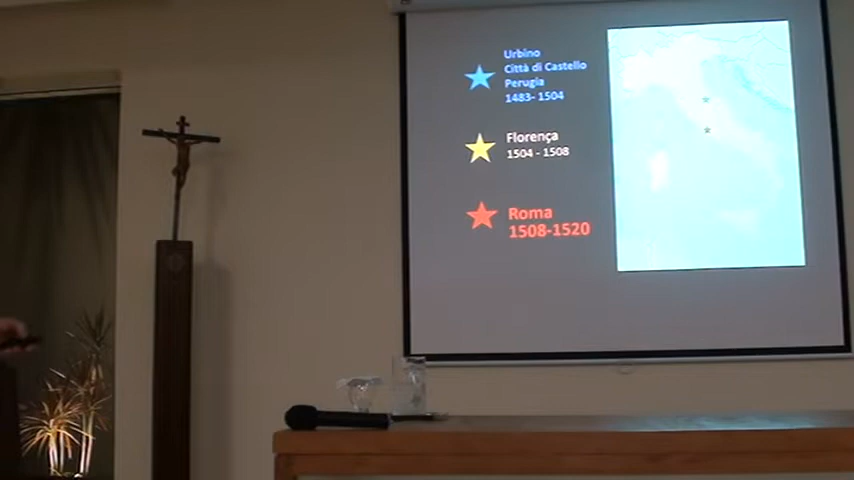 Urbino
Città di Castello
Perugia
1483- 1504
Florença
1504 - 1508
Roma
1508-1520